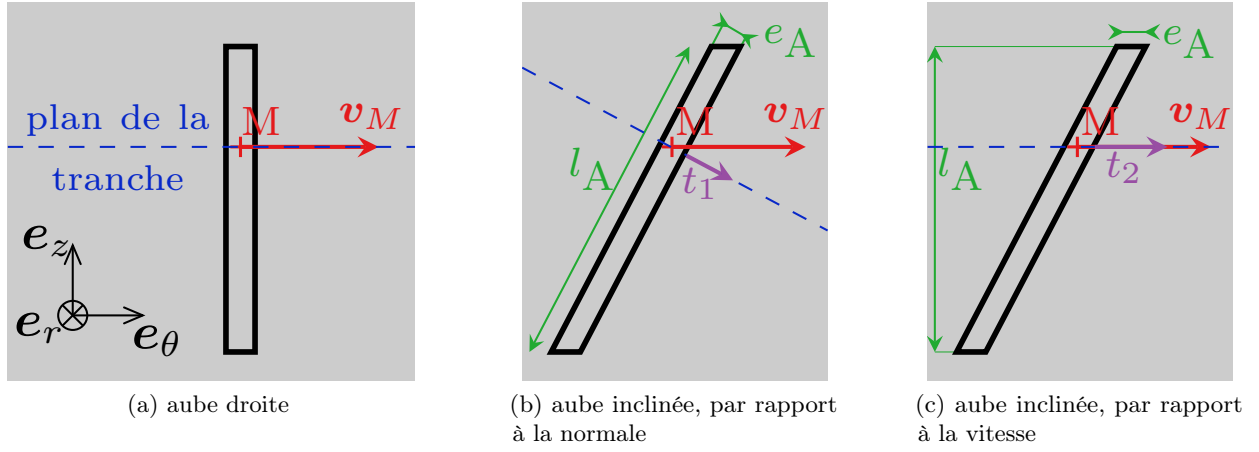 plan de la
tranche
M
v_M
e_z
e_r
e_θ
(a) aube droite
e_A
l_A
M
v_M
t_1
(b) aube inclinée, par rapport
à la normale
e_A
l_A
M
v_M
t_2
(c) aube inclinée, par rapport
à la vitesse